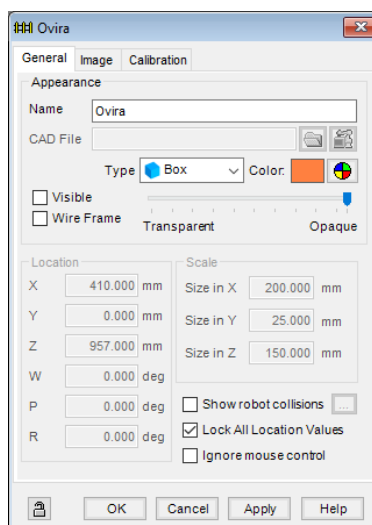 Ovira
General Image Calibration
Appearance
Name Ovira
CAD File
Type Box Color:
Visible
Wire Frame
Transparent Opaque
Location
X 410.000 mm
Y 0.000 mm
Z 957.000 mm
W 0.000 deg
P 0.000 deg
R 0.000 deg
Scale
Size in X 200.000 mm
Size in Y 25.000 mm
Size in Z 150.000 mm
Show robot collisions ...
Lock All Location Values
Ignore mouse control
OK Cancel Apply Help